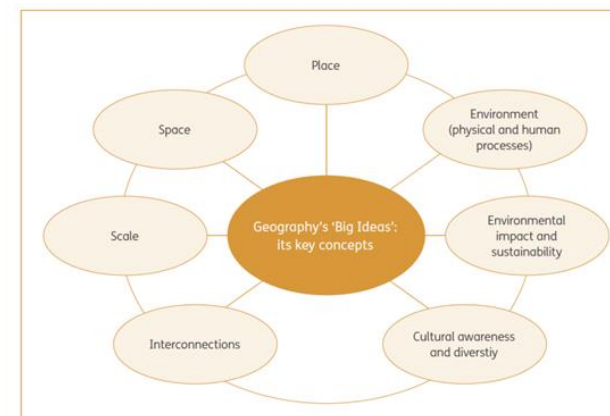 Place
Environment
(physical and human
processes)
Space
Geography's 'Big Ideas':
its key concepts
Environmental
impact and
sustainability
Scale
Interconnections
Cultural awareness
and diverstiy